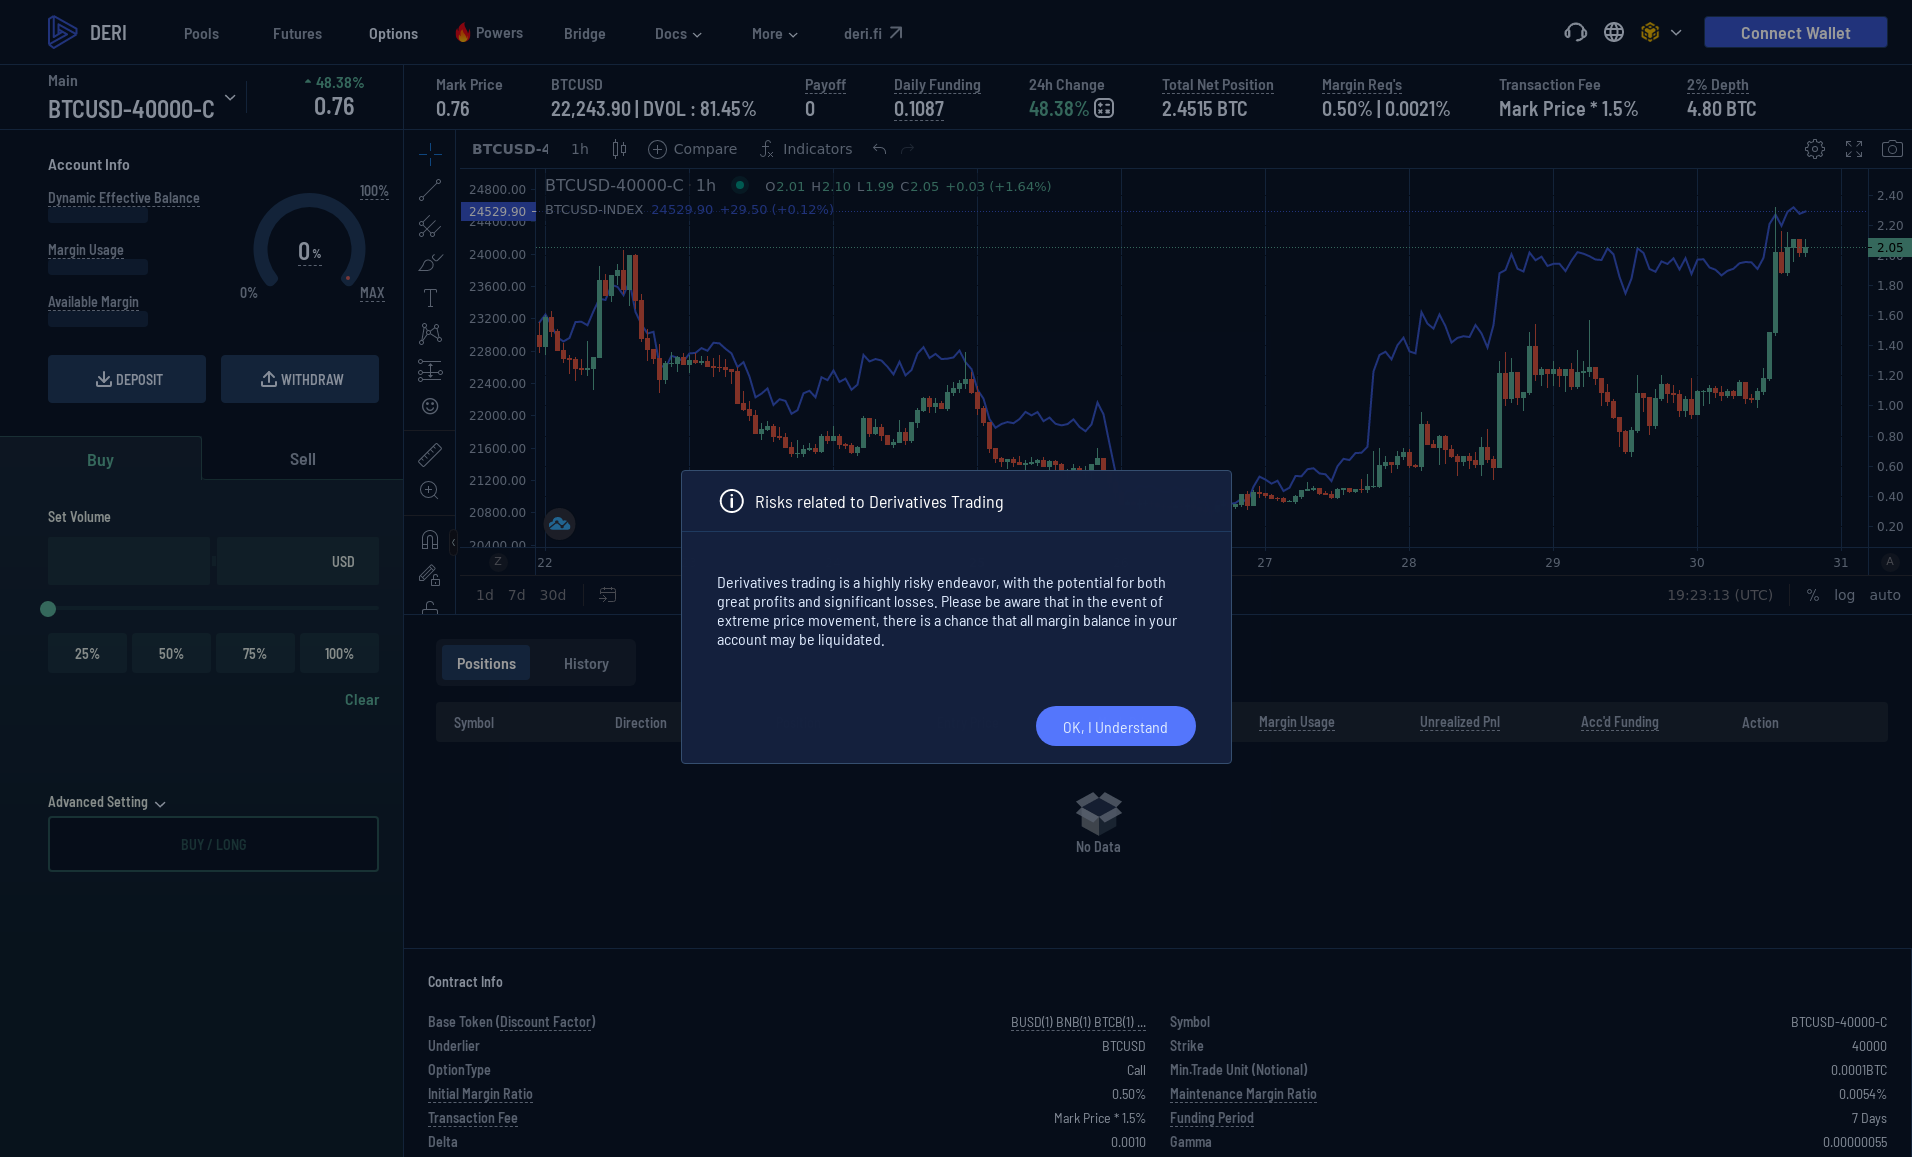 DERI
Pools
Futures
Options
Powers
Bridge
Docs
More
deri.fi
Connect Wallet
Main
BTCUSD-40000-C
48.38%
0.76
Mark Price
0.76
BTCUSD
22,243.90 | DVOL : 81.45%
Payoff
0
Daily Funding
0.1087
24h Change
48.38%
Total Net Position
2.4515 BTC
Margin Req's
0.50% | 0.0021%
Transaction Fee
Mark Price * 1.5%
2% Depth
4.80 BTC
Account Info
Dynamic Effective Balance
Margin Usage
Available Margin
100%
0 %
0%
MAX
DEPOSIT
WITHDRAW
Buy
Sell
Set Volume
USD
25%
50%
75%
100%
Clear
Advanced Setting
BUY / LONG
BTCUSD-4
1h
Compare
Indicators
BTCUSD-40000-C · 1h
O2.01 H2.10 L1.99 C2.05 +0.03 (+1.64%)
BTCUSD-INDEX 24529.90 +29.50 (+0.12%)
24800.00
24529.90
24400.00
24000.00
23600.00
23200.00
22800.00
22400.00
22000.00
21600.00
21200.00
20800.00
20400.00
2.40
2.20
2.05
2.00
1.80
1.60
1.40
1.20
1.00
0.80
0.60
0.40
0.20
Z
22
27
28
29
30
31
A
1d
7d
30d
19:23:13 (UTC)
%
log
auto
Risks related to Derivatives Trading
Derivatives trading is a highly risky endeavor, with the potential for both
great profits and significant losses. Please be aware that in the event of
extreme price movement, there is a chance that all margin balance in your
account may be liquidated.
OK, I Understand
Positions
History
Symbol
Direction
Margin Usage
Unrealized Pnl
Acc'd Funding
Action
No Data
Contract Info
Base Token (Discount Factor)
BUSD(1) BNB(1) BTCB(1) ...
Symbol
BTCUSD-40000-C
Underlier
BTCUSD
Strike
40000
OptionType
Call
Min.Trade Unit (Notional)
0.0001BTC
Initial Margin Ratio
0.50%
Maintenance Margin Ratio
0.0054%
Transaction Fee
Mark Price * 1.5%
Funding Period
7 Days
Delta
0.0010
Gamma
0.00000055